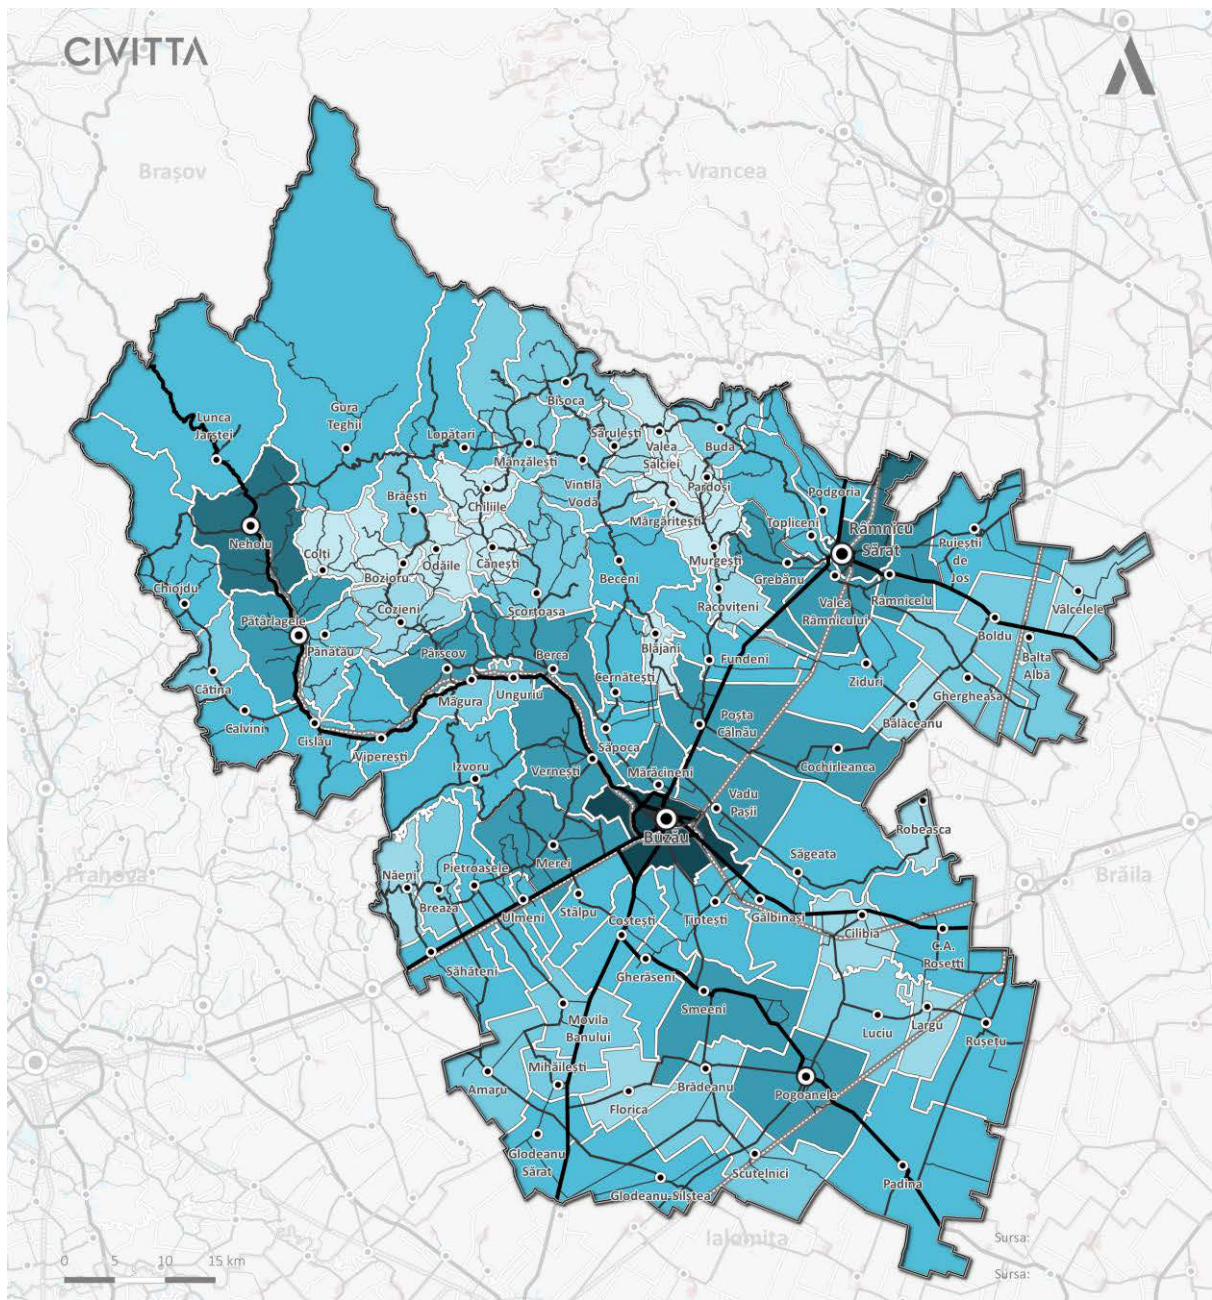 CIVITTA
Brașov
Vrancea
Bisoca
Lunca
Jarștei
Gura
Teghii
Lopătari
Sărulești
Valea
Salciei
Buda
Mânzălești
Vintilă
Vodă
Pardoși
Podgoria
Brăești
Chiliile
Mărgăritești
Topliceni
Râmnicu
Sărat
Nehoiu
Colți
Bozioru
Odăile
Cănești
Beceni
Murgești
Grebănu
Puieștii
de
Jos
Chiojdu
Cozieni
Scorțoasa
Racovițeni
Valea
Râmnicului
Râmnicelu
Vâlcelele
Pătârlagele
Pănătău
Pârscov
Berca
Blăjani
Boldu
Balta
Albă
Cătina
Măgura
Unguriu
Cernătești
Fundeni
Ziduri
Ghergheasa
Calvini
Cislău
Viperești
Săpoca
Poșta
Câlnău
Bălăceanu
Izvoru
Vernești
Mărăcineni
Cochirleanca
Vadu
Pașii
Buzău
Robeasca
Prahova
Năeni
Pietroasele
Merei
Săgeata
Brăila
Breaza
Ulmeni
Stâlpu
Costești
Țintești
Gălbinași
Cilibia
C.A.
Rosetti
Săhăteni
Gherăseni
Smeeni
Movila
Banului
Luciu
Largu
Rușețu
Mihăilești
Amaru
Florica
Brădeanu
Pogoanele
Glodeanu
Sărat
Scutelnici
Glodeanu-Siliștea
Padina
Ialomița
Sursa:
Sursa:
0 5 10 15 km